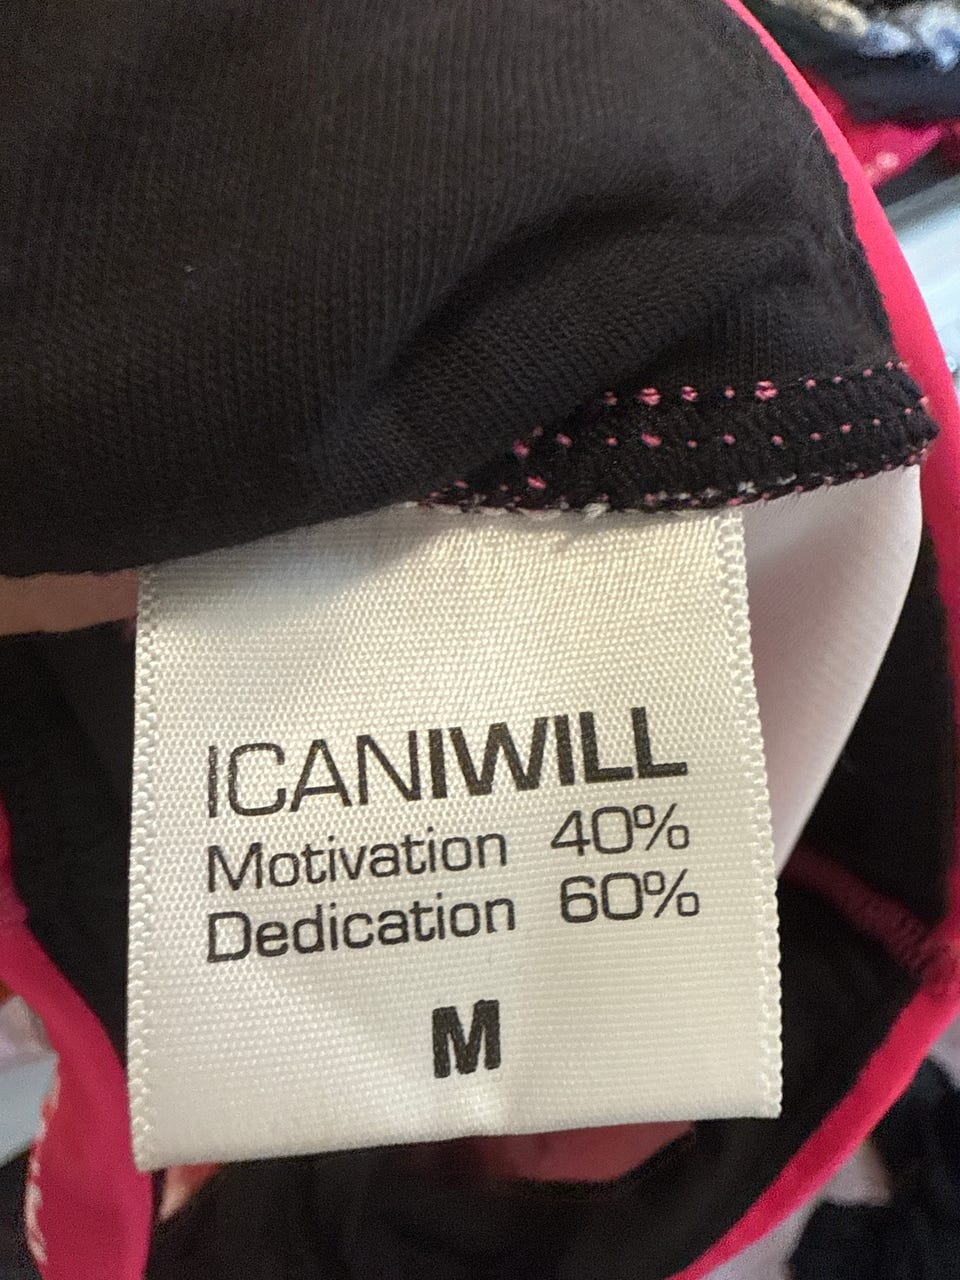 ICANIWILL
Motivation 40%
Dedication 60%
M